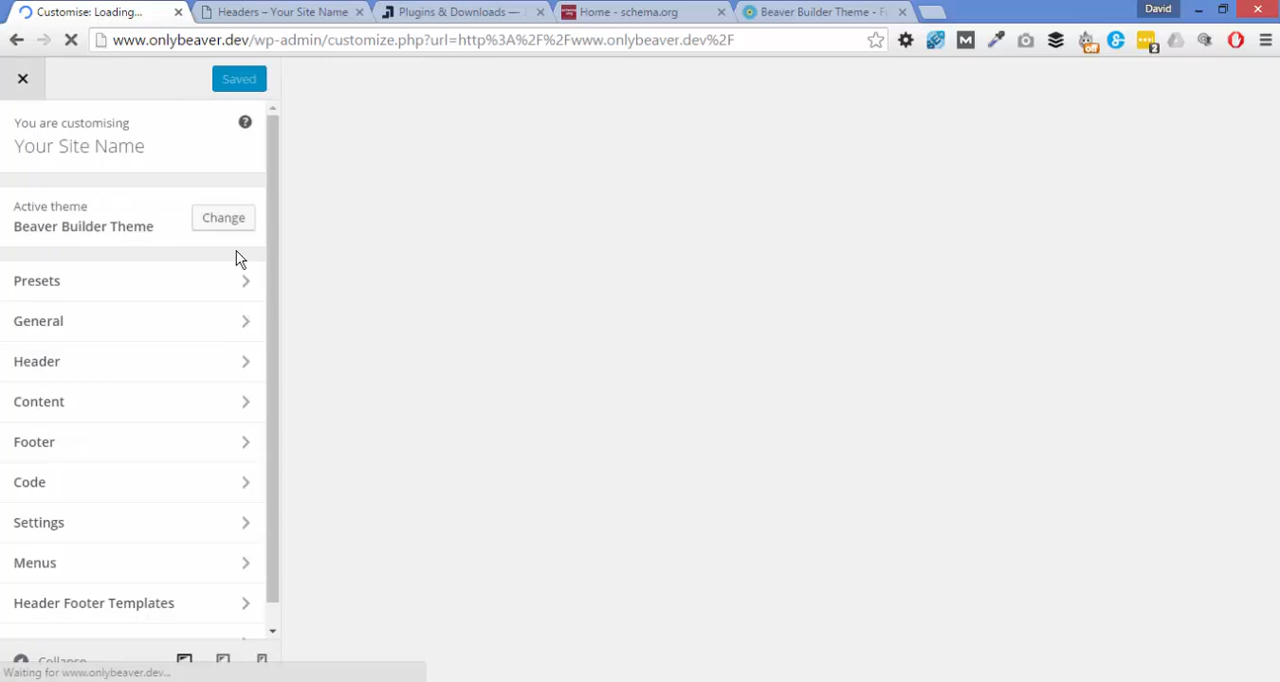 Customise: Loading...
Headers – Your Site Name
Plugins & Downloads —
Home - schema.org
Beaver Builder Theme - F
David
www.onlybeaver.dev/wp-admin/customize.php?url=http%3A%2F%2Fwww.onlybeaver.dev%2F
Saved
You are customising
Your Site Name
Active theme
Beaver Builder Theme
Change
Presets
General
Header
Content
Footer
Code
Settings
Menus
Header Footer Templates
Collapse
Waiting for www.onlybeaver.dev...